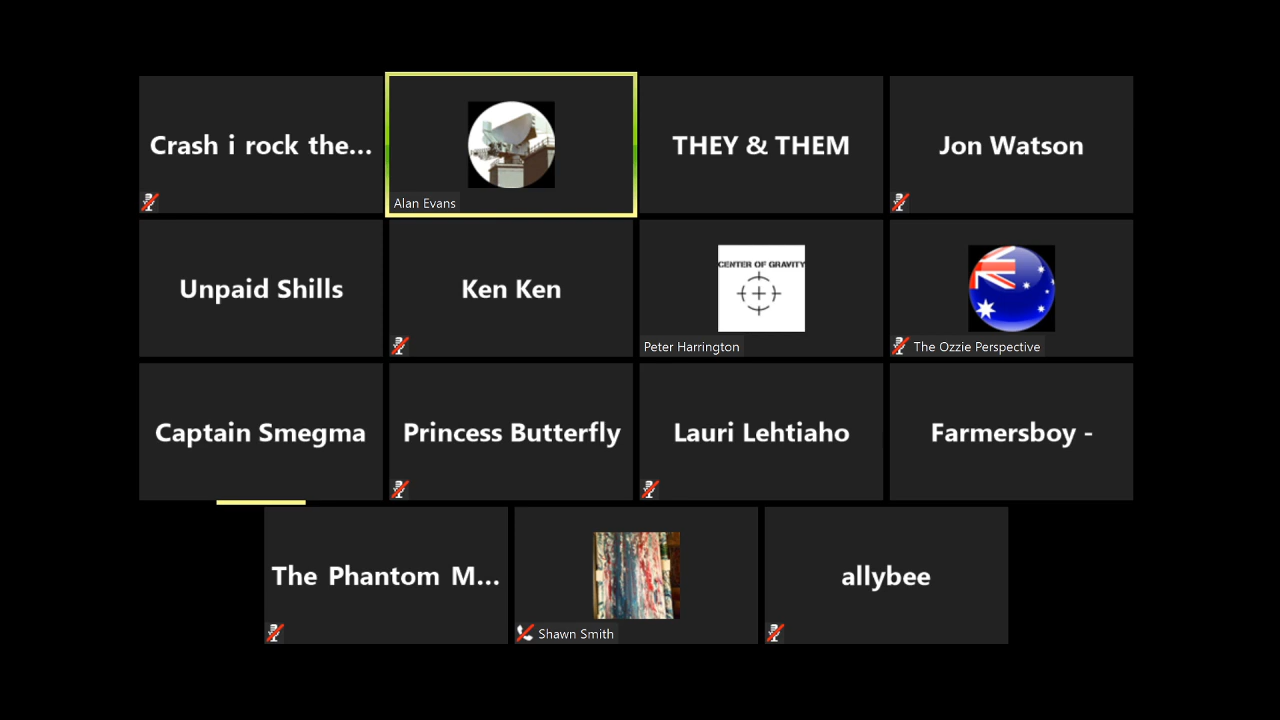 Crash i rock the...
Alan Evans
THEY & THEM
Jon Watson
Unpaid Shills
Ken Ken
CENTER OF GRAVITY
Peter Harrington
The Ozzie Perspective
Captain Smegma
Princess Butterfly
Lauri Lehtiaho
Farmersboy -
The Phantom M...
Shawn Smith
allybee